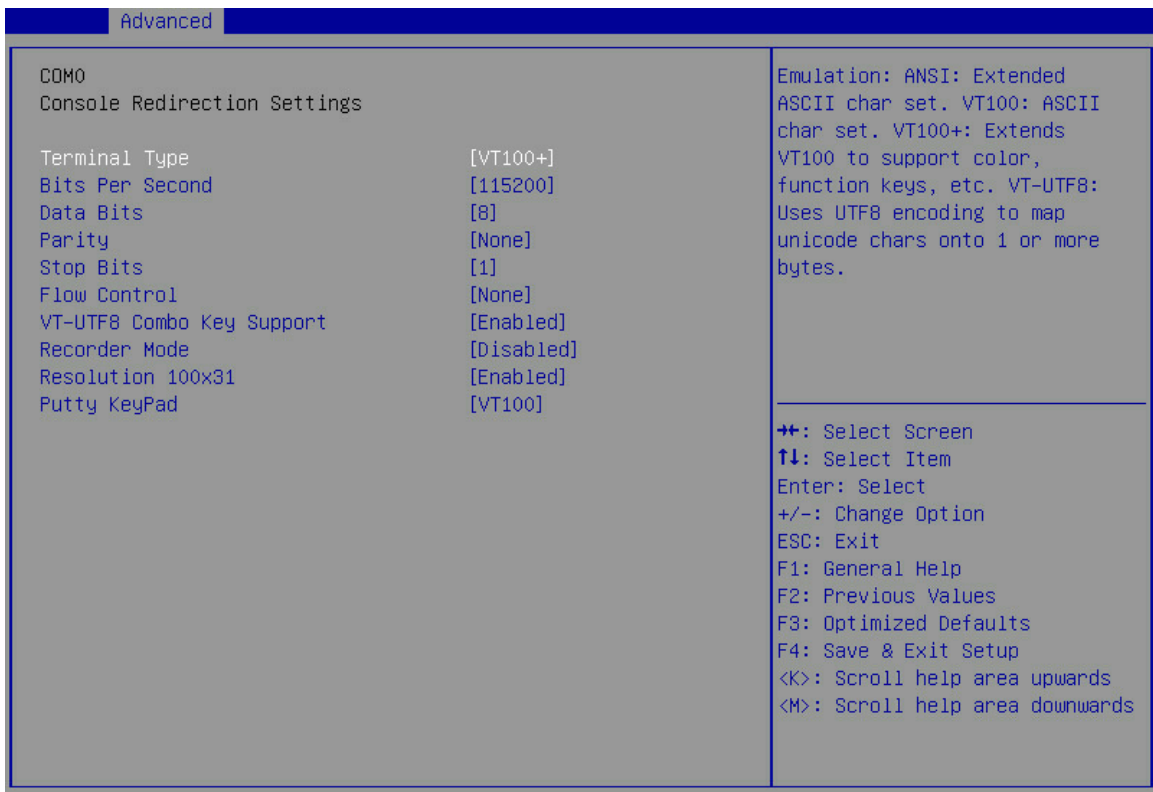 Advanced
COM0
Console Redirection Settings
Terminal Type [VT100+]
Bits Per Second [115200]
Data Bits [8]
Parity [None]
Stop Bits [1]
Flow Control [None]
VT-UTF8 Combo Key Support [Enabled]
Recorder Mode [Disabled]
Resolution 100x31 [Enabled]
Putty KeyPad [VT100]
Emulation: ANSI: Extended
ASCII char set. VT100: ASCII
char set. VT100+: Extends
VT100 to support color,
function keys, etc. VT-UTF8:
Uses UTF8 encoding to map
unicode chars onto 1 or more
bytes.
→←: Select Screen
↑↓: Select Item
Enter: Select
+/-: Change Option
ESC: Exit
F1: General Help
F2: Previous Values
F3: Optimized Defaults
F4: Save & Exit Setup
<K>: Scroll help area upwards
<M>: Scroll help area downwards